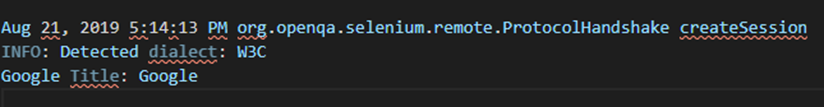 Aug 21, 2019 5:14:13 PM org.openqa.selenium.remote.ProtocolHandshake createSession
INFO: Detected dialect: W3C
Google Title: Google